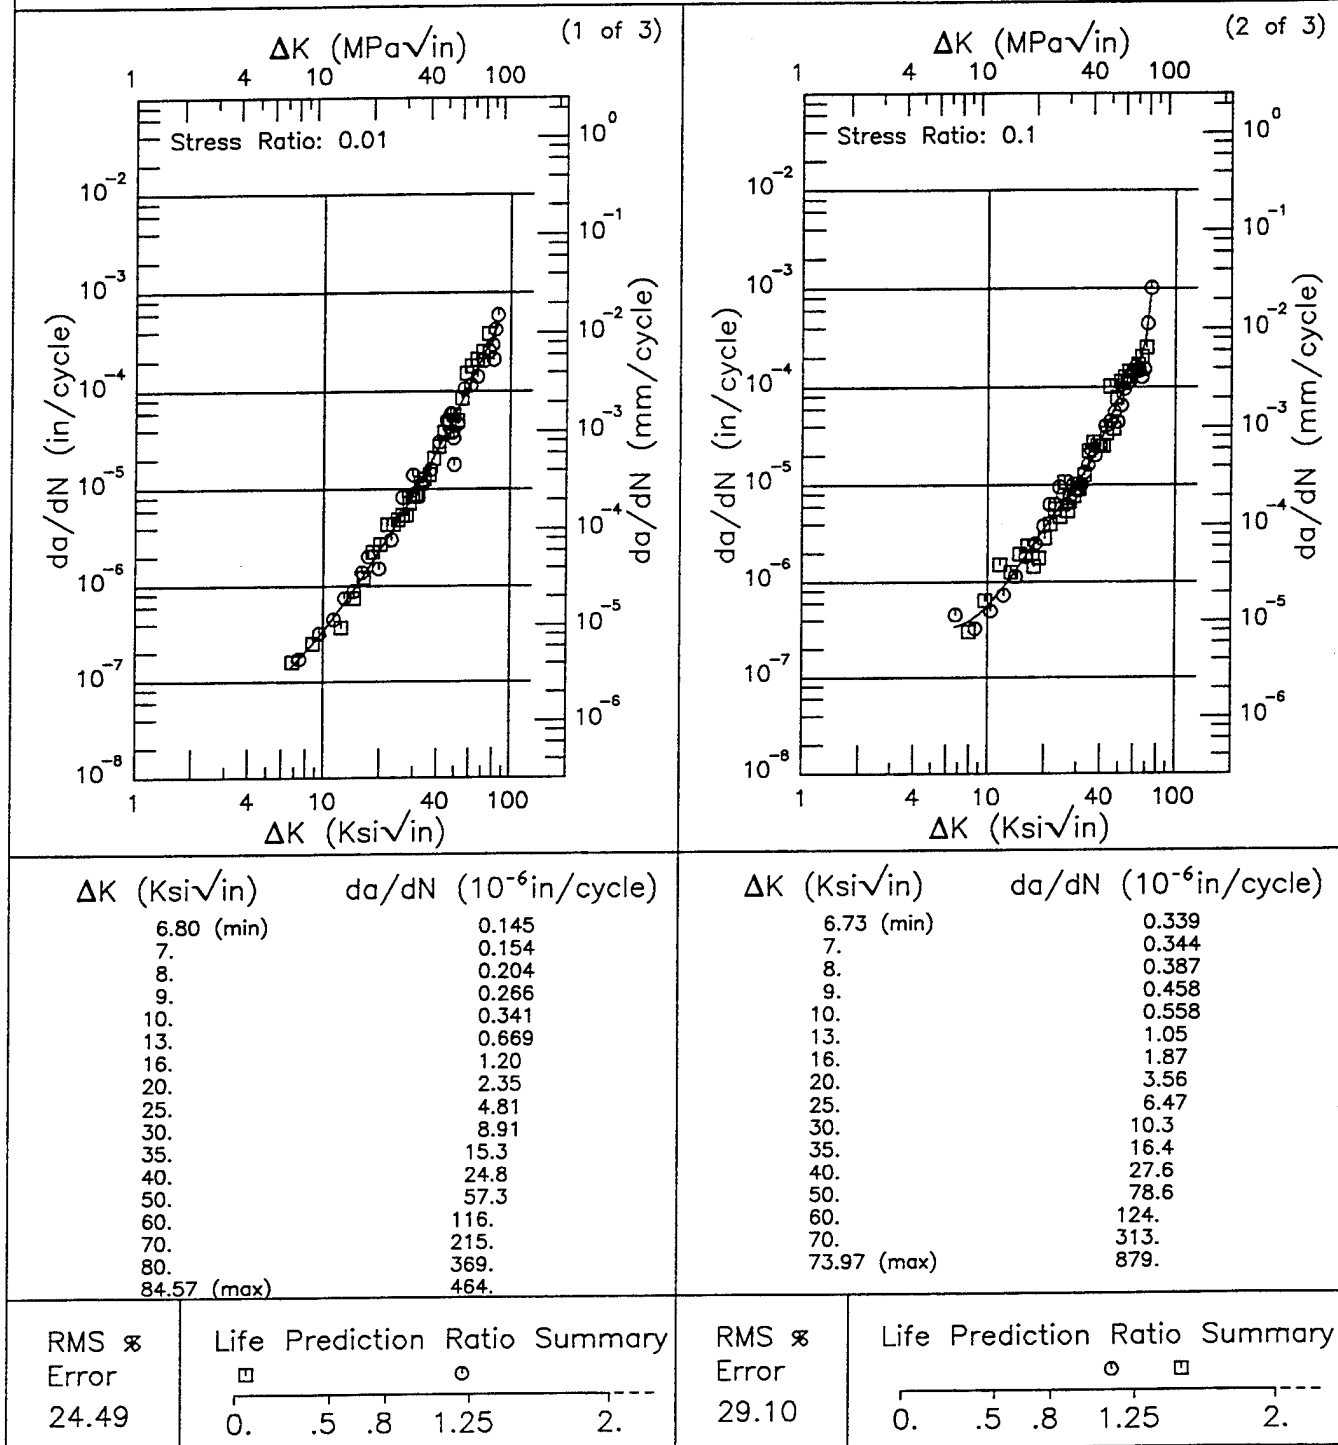 (1 of 3)
ΔK (MPa√in)
1 4 10 40 100
Stress Ratio: 0.01
da/dN (in/cycle)
10⁻²
10⁻³
10⁻⁴
10⁻⁵
10⁻⁶
10⁻⁷
10⁻⁸
10⁰
10⁻¹
10⁻²
10⁻³
10⁻⁴
10⁻⁵
10⁻⁶
da/dN (mm/cycle)
1 4 10 40 100
ΔK (Ksi√in)
ΔK (Ksi√in) da/dN (10⁻⁶in/cycle)
6.80 (min) 0.145
7. 0.154
8. 0.204
9. 0.266
10. 0.341
13. 0.669
16. 1.20
20. 2.35
25. 4.81
30. 8.91
35. 15.3
40. 24.8
50. 57.3
60. 116.
70. 215.
80. 369.
84.57 (max) 464.
RMS %
Error
24.49
Life Prediction Ratio Summary
0. .5 .8 1.25 2.
(2 of 3)
ΔK (MPa√in)
1 4 10 40 100
Stress Ratio: 0.1
da/dN (in/cycle)
10⁻²
10⁻³
10⁻⁴
10⁻⁵
10⁻⁶
10⁻⁷
10⁻⁸
10⁰
10⁻¹
10⁻²
10⁻³
10⁻⁴
10⁻⁵
10⁻⁶
da/dN (mm/cycle)
1 4 10 40 100
ΔK (Ksi√in)
ΔK (Ksi√in) da/dN (10⁻⁶in/cycle)
6.73 (min) 0.339
7. 0.344
8. 0.387
9. 0.458
10. 0.558
13. 1.05
16. 1.87
20. 3.56
25. 6.47
30. 10.3
35. 16.4
40. 27.6
50. 78.6
60. 124.
70. 313.
73.97 (max) 879.
RMS %
Error
29.10
Life Prediction Ratio Summary
0. .5 .8 1.25 2.